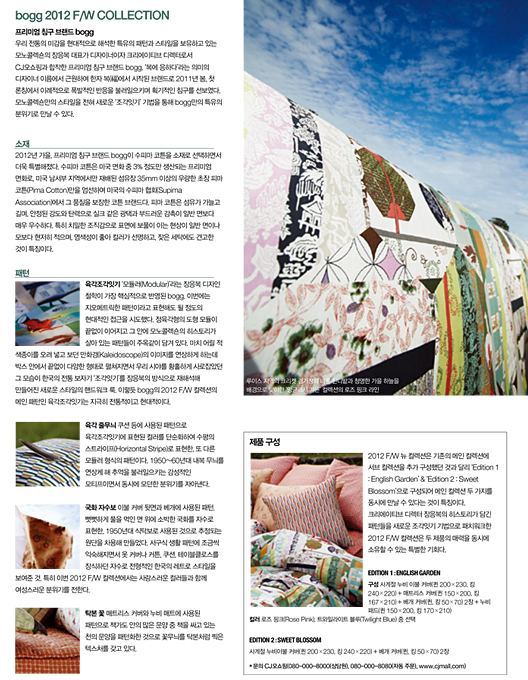 bogg 2012 F/W COLLECTION
프리미엄 침구 브랜드 bogg
우리 전통의 미감을 현대적으로 해석한 특유의 패턴과 스타일을 보유하고 있는
모노콜렉숀의 장응복 대표가 디자이너이자 크리에이티브 디렉터로서
CJ오쇼핑과 합작한 프리미엄 침구 브랜드 bogg. '복에 응하다'라는 의미의
디자이너 이름에서 근원하여 한자 복(福)에서 시작된 브랜드로 2011년 봄, 첫
론칭에서 이례적으로 폭발적인 반응을 불러일으키며 획기적인 침구를 선보였다.
모노콜렉숀만의 스타일을 전혀 새로운 '조각잇기' 기법을 통해 bogg만의 특유의
분위기로 만날 수 있다.
소재
2012년 가을, 프리미엄 침구 브랜드 bogg이 수피마 코튼을 소재로 선택하면서
더욱 특별해졌다. 수피마 코튼은 미국 면화 중 3% 정도만 생산되는 프리미엄
면화로, 미국 남서부 지역에서만 재배된 섬유장 35mm 이상의 우량한 초장 피마
코튼(Pima Cotton)만을 엄선하여 미국의 수피마 협회(Supima
Association)에서 그 품질을 보장한 코튼 브랜드다. 피마 코튼은 섬유가 가늘고
길며, 안정된 강도와 탄력으로 실크 같은 광택과 부드러운 감촉이 일반 면보다
매우 우수하다. 특히 치밀한 조직감으로 표면에 보풀이 이는 현상이 일반 면이나
모보다 현저히 적으며, 염색성이 좋아 컬러가 선명하고, 잦은 세탁에도 견고한
것이 특징이다.
패턴
육각조각잇기 '모듈러(Modular)'라는 장응복 디자인
철학이 가장 핵심적으로 반영된 bogg. 이번에는
지오메트릭한 패턴이라고 표현해도 될 정도의
현대적인 접근을 시도했다. 정육각형의 도형 모듈이
끝없이 이어지고 그 안에 모노콜렉숀의 히스토리가
살아 있는 패턴들이 주옥같이 담겨 있다. 마치 어릴 적
색종이를 오려 넣고 보던 만화경(Kaleidoscope)의 이미지를 연상하게 하는데
박스 안에서 끝없이 다양한 형태로 펼쳐지면서 우리 시야를 황홀하게 사로잡았던
그 모습이 한국의 전통 보자기 '조각잇기'를 장응복의 방식으로 재해석해
만들어진 새로운 스타일의 핸드워크 룩. 이렇듯 bogg의 2012 F/W 컬렉션의
메인 패턴인 육각조각잇기는 지극히 전통적이고 현대적이다.
육각 줄무늬 쿠션 등에 사용된 패턴으로
육각조각잇기에 표현된 컬러를 단순화하여 수평의
스트라이프(Horizontal Stripe)로 표현한, 또 다른
모듈러 형식의 패턴이다. 1950~60년대 내복 무늬를
연상케 해 추억을 불러일으키는 감성적인
모티프이면서 동시에 모던한 분위기를 자아낸다.
국화 자수보 이불 커버 뒷면과 베개에 사용된 패턴.
빳빳하게 풀을 먹인 면 위에 소박한 국화를 자수로
표현한, 1950년대 식탁보로 사용된 것으로 추정되는
원단을 차용해 만들었다. 서구식 생활 패턴에 조금씩
익숙해지면서 옷 커버나 커튼, 쿠션, 테이블클로스를
장식하던 자수로 전형적인 한국의 레트로 스타일을
보여준 것. 특히 이번 2012 F/W 컬렉션에서는 사랑스러운 컬러들과 함께
여성스러운 분위기를 전한다.
탁본 꽃 매트리스 커버와 누비 매트에 사용된
패턴으로 책가도 안의 많은 문양 중 책을 싸고 있는
천의 문양을 패턴화한 것으로 꽃무늬를 탁본처럼 찍은
텍스처를 갖고 있다.
제품 구성
2012 F/W 뉴 컬렉션은 기존의 메인 컬렉션에
서브 컬렉션을 추가 구성했던 것과 달리 'Edition 1
: English Garden' & 'Edition 2 : Sweet
Blossom'으로 구성되며 메인 컬렉션 두 가지를
동시에 만날 수 있다는 것이 특징이다.
크리에이티브 디렉터 장응복의 히스토리가 담긴
패턴들을 새로운 조각잇기 기법으로 패치워크한
2012 F/W 컬렉션은 두 제품의 매력을 동시에
소유할 수 있는 특별한 기회다.
EDITION 1 : ENGLISH GARDEN
구성 사계절 누비 이불 커버(퀸 200×230, 킹
240×220) + 매트리스 커버(퀸 150×200, 킹
167×210) + 베개 커버(퀸, 킹 50×70) 2장 + 누비
패드(퀸 150×200, 킹 170×210)
컬러 로즈 핑크(Rose Pink), 트와일라이트 블루(Twilight Blue) 중 선택
EDITION 2 : SWEET BLOSSOM
사계절 누비이불 커버(퀸 200×230, 킹 240×220) + 베개 커버(퀸, 킹 50×70) 2장
* 문의 CJ오쇼핑(080-000-8000(상담원), 080-000-8080(자동 주문), www.cjmall.com)